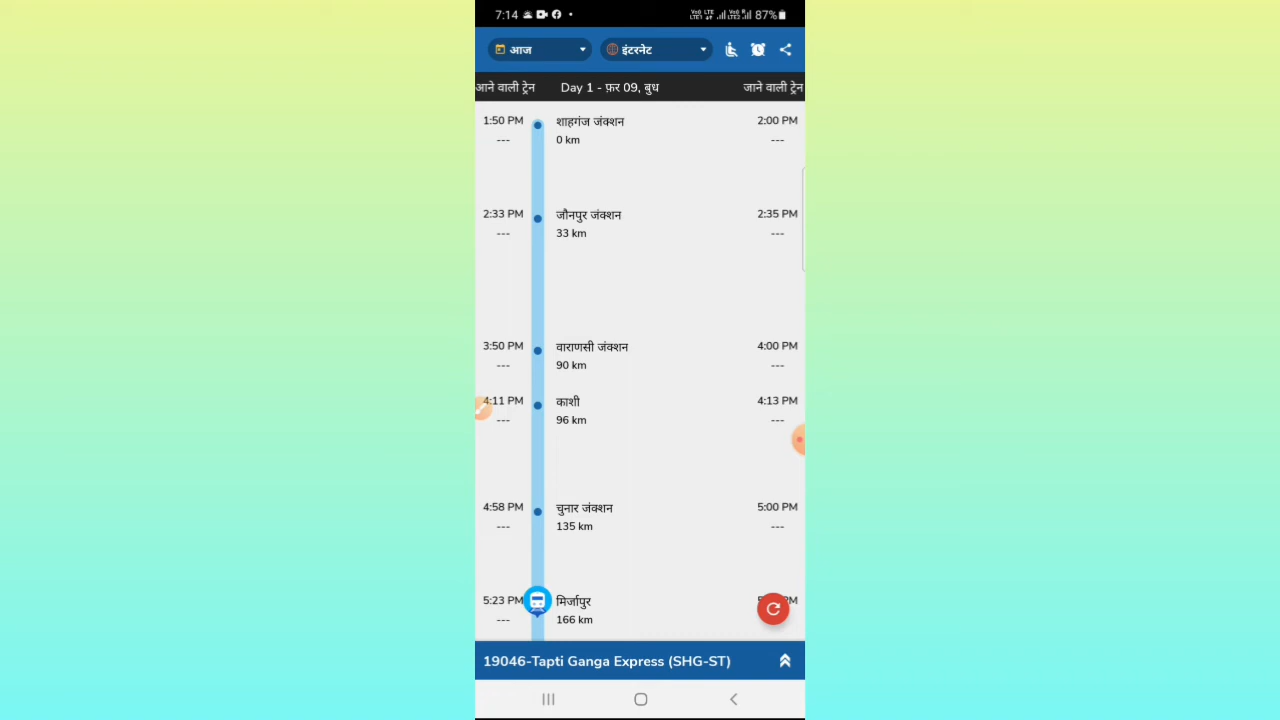 7:14 87%
आज इंटरनेट
आने वाली ट्रेन Day 1 - फ़र 09, बुध जाने वाली ट्रेन
1:50 PM शाहगंज जंक्शन 2:00 PM
--- 0 km ---
2:33 PM जौनपुर जंक्शन 2:35 PM
--- 33 km ---
3:50 PM वाराणसी जंक्शन 4:00 PM
--- 90 km ---
4:11 PM काशी 4:13 PM
--- 96 km ---
4:58 PM चुनार जंक्शन 5:00 PM
--- 135 km ---
5:23 PM मिर्जापुर
--- 166 km
19046-Tapti Ganga Express (SHG-ST)